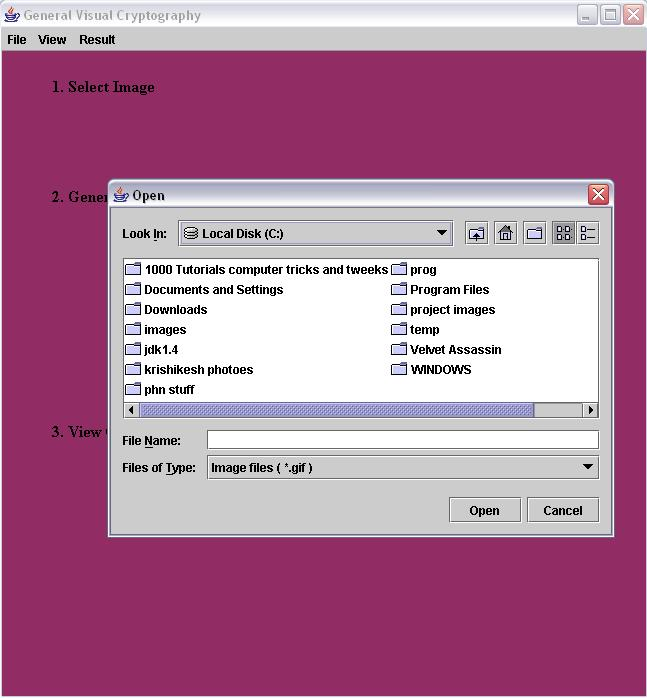 General Visual Cryptography
File View Result
1. Select Image
2. Gener
Open
Look In: Local Disk (C:)
1000 Tutorials computer tricks and tweeks prog
Documents and Settings Program Files
Downloads project images
images temp
jdk1.4 Velvet Assassin
krishikesh photoes WINDOWS
phn stuff
3. View
File Name:
Files of Type: Image files ( *.gif )
Open Cancel